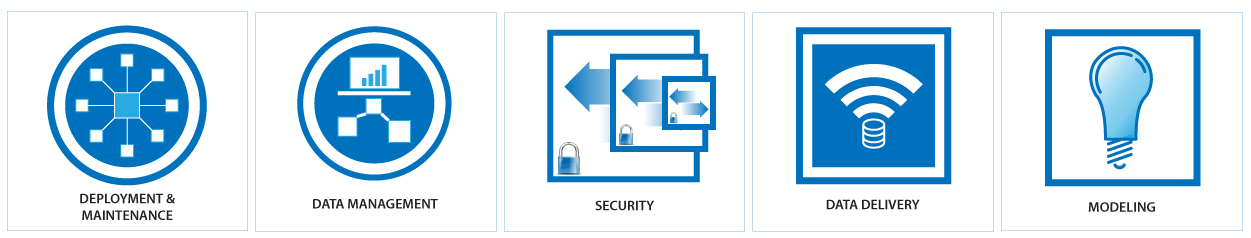 DEPLOYMENT &
MAINTENANCE
DATA MANAGEMENT
SECURITY
DATA DELIVERY
MODELING